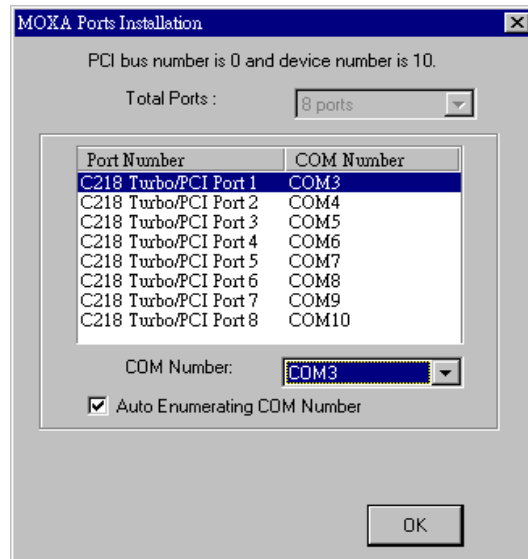 MOXA Ports Installation
PCI bus number is 0 and device number is 10.
Total Ports : 8 ports
Port Number COM Number
C218 Turbo/PCI Port 1 COM3
C218 Turbo/PCI Port 2 COM4
C218 Turbo/PCI Port 3 COM5
C218 Turbo/PCI Port 4 COM6
C218 Turbo/PCI Port 5 COM7
C218 Turbo/PCI Port 6 COM8
C218 Turbo/PCI Port 7 COM9
C218 Turbo/PCI Port 8 COM10
COM Number: COM3
Auto Enumerating COM Number
OK